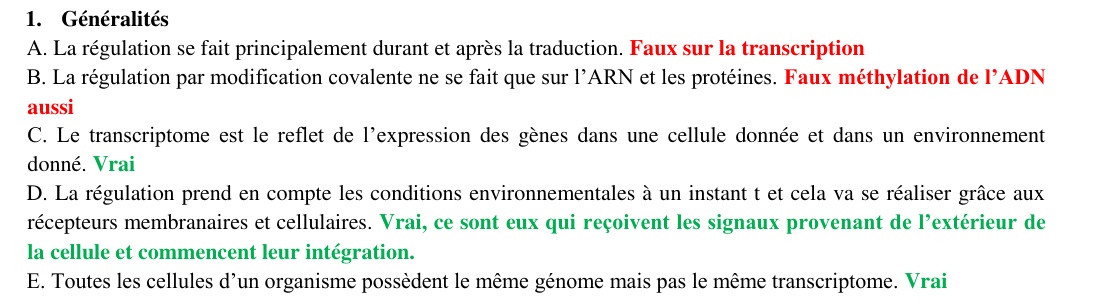 1. Généralités
A. La régulation se fait principalement durant et après la traduction. Faux sur la transcription
B. La régulation par modification covalente ne se fait que sur l’ARN et les protéines. Faux méthylation de l’ADN
aussi
C. Le transcriptome est le reflet de l’expression des gènes dans une cellule donnée et dans un environnement
donné. Vrai
D. La régulation prend en compte les conditions environnementales à un instant t et cela va se réaliser grâce aux
récepteurs membranaires et cellulaires. Vrai, ce sont eux qui reçoivent les signaux provenant de l’extérieur de
la cellule et commencent leur intégration.
E. Toutes les cellules d’un organisme possèdent le même génome mais pas le même transcriptome. Vrai